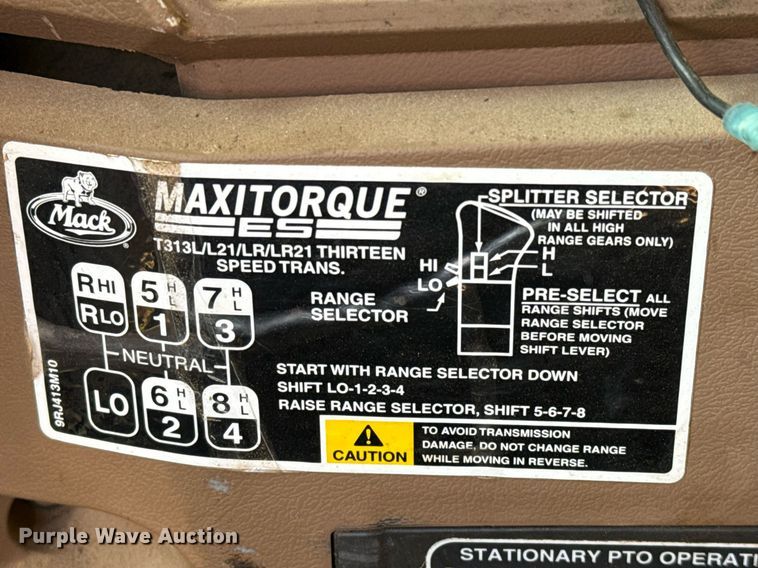 Mack
MAXITORQUE®
ES
T313L/L21/LR/LR21 THIRTEEN
SPEED TRANS.
R HI
R LO
5 H L
1
7 H L
3
NEUTRAL
LO
6 H L
2
8 H L
4
9RJ413M10
SPLITTER SELECTOR
(MAY BE SHIFTED
IN ALL HIGH
RANGE GEARS ONLY)
H
L
HI
LO
RANGE
SELECTOR
PRE-SELECT ALL
RANGE SHIFTS (MOVE
RANGE SELECTOR
BEFORE MOVING
SHIFT LEVER)
START WITH RANGE SELECTOR DOWN
SHIFT LO-1-2-3-4
RAISE RANGE SELECTOR, SHIFT 5-6-7-8
CAUTION
TO AVOID TRANSMISSION
DAMAGE, DO NOT CHANGE RANGE
WHILE MOVING IN REVERSE.
STATIONARY PTO OPERATI
Purple Wave Auction